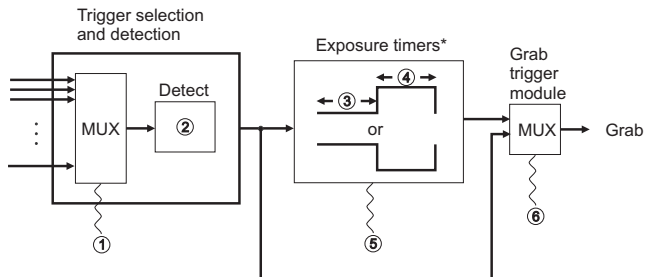 Trigger selection
and detection
Exposure timers*
Grab
trigger
module
Detect
MUX
②
③
④
or
MUX
Grab
①
⑤
⑥